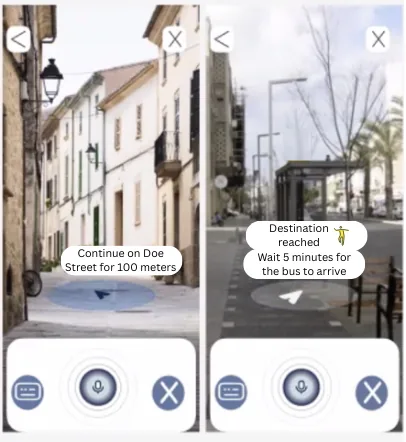 Continue on Doe
Street for 100 meters
Destination
reached
Wait 5 minutes for
the bus to arrive